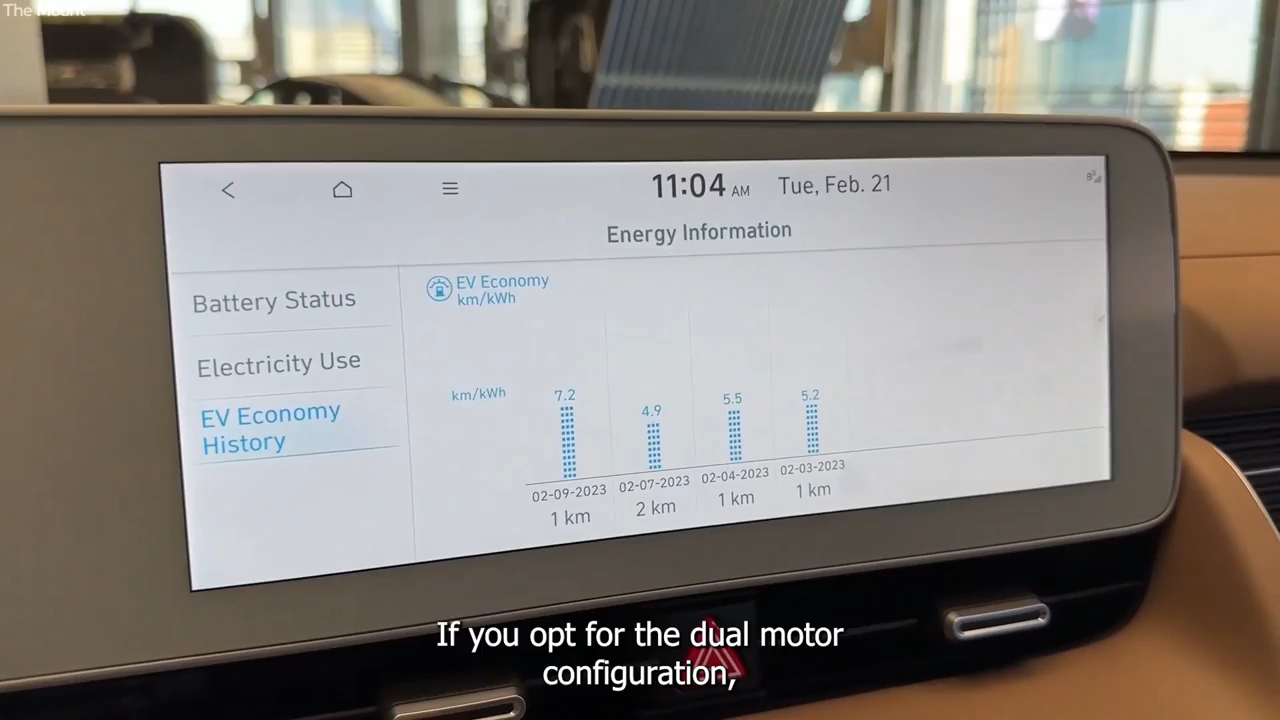 The Mount
11:04 AM Tue, Feb. 21
Energy Information
Battery Status
Electricity Use
EV Economy
History
EV Economy
km/kWh
km/kWh
7.2
4.9
5.5
5.2
02-09-2023
02-07-2023
02-04-2023
02-03-2023
1 km
2 km
1 km
1 km
If you opt for the dual motor
configuration,